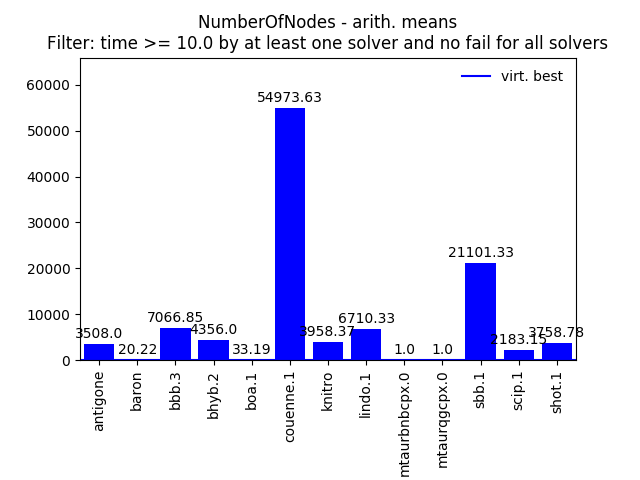 NumberOfNodes - arith. means
Filter: time >= 10.0 by at least one solver and no fail for all solvers
virt. best
60000
50000
40000
30000
20000
10000
0
3508.0
20.22
7066.85
4356.0
33.19
54973.63
3958.37
6710.33
1.0
1.0
21101.33
2183.15
3758.78
antigone
baron
bbb.3
bhyb.2
boa.1
couenne.1
knitro
lindo.1
mtaurbnbcpx.0
mtaurqgcpx.0
sbb.1
scip.1
shot.1